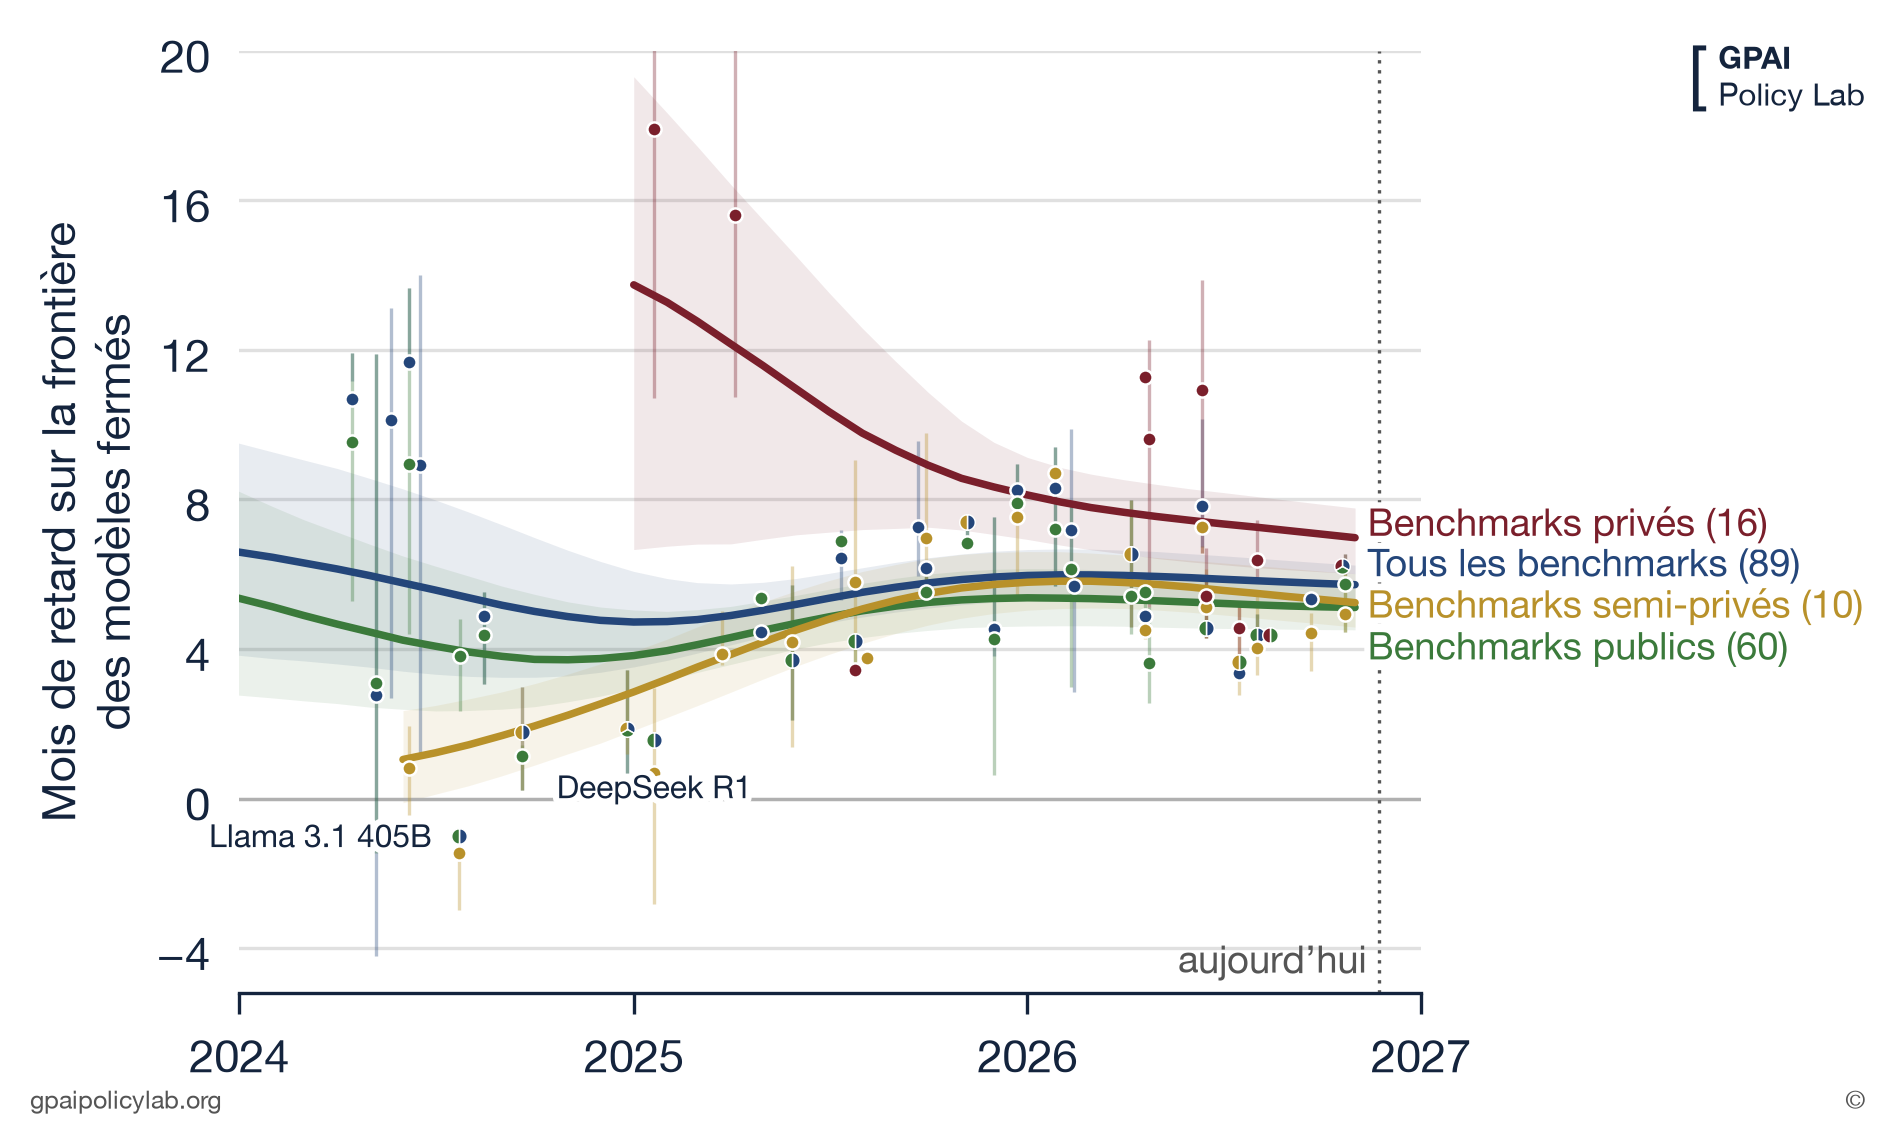 GPAI
Policy Lab
Mois de retard sur la frontière
des modèles fermés
20
16
12
8
4
0
−4
Benchmarks privés (16)
Tous les benchmarks (89)
Benchmarks semi-privés (10)
Benchmarks publics (60)
DeepSeek R1
Llama 3.1 405B
aujourd’hui
2024
2025
2026
2027
gpaipolicylab.org
©